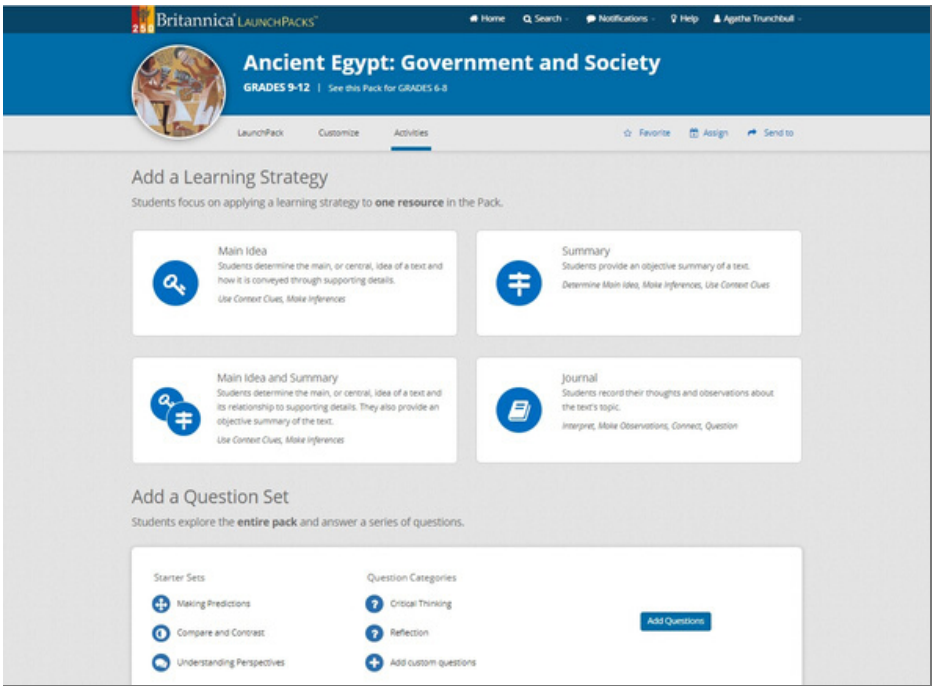 250
Britannica® LAUNCHPACKS™
Home Search Notifications Help Agatha Trunchbull
Ancient Egypt: Government and Society
GRADES 9-12 | See this Pack for GRADES 6-8
LaunchPack Customize Activities Favorite Assign Send to
Add a Learning Strategy
Students focus on applying a learning strategy to one resource in the Pack.
Main Idea
Students determine the main, or central, idea of a text and
how it is conveyed through supporting details.
Use Context Clues, Make Inferences
Summary
Students provide an objective summary of a text.
Determine Main Idea, Make Inferences, Use Context Clues
Main Idea and Summary
Students determine the main, or central, idea of a text and
its relationship to supporting details. They also provide an
objective summary of the text.
Use Context Clues, Make Inferences
Journal
Students record their thoughts and observations about
the text's topic.
Interpret, Make Observations, Connect, Question
Add a Question Set
Students explore the entire pack and answer a series of questions.
Starter Sets
Making Predictions
Compare and Contrast
Understanding Perspectives
Question Categories
Critical Thinking
Reflection
Add custom questions
Add Questions